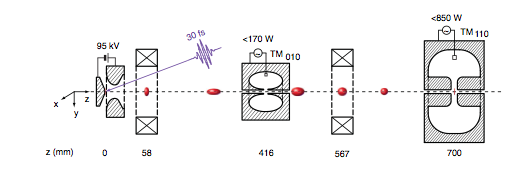 30 fs
<170 W
<850 W
95 kV
TM 010
TM 110
x
y
z
z (mm) 0 58 416 567 700